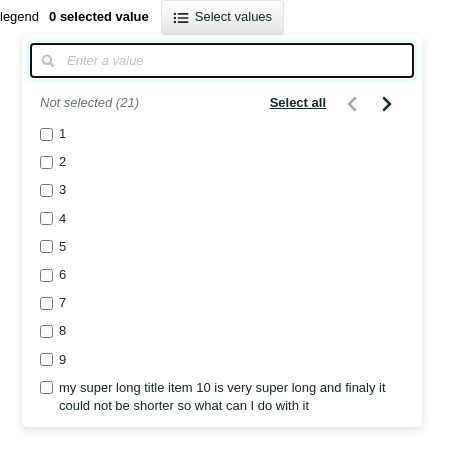 legend 0 selected value Select values
Enter a value
Not selected (21) Select all
1
2
3
4
5
6
7
8
9
my super long title item 10 is very super long and finaly it
could not be shorter so what can I do with it